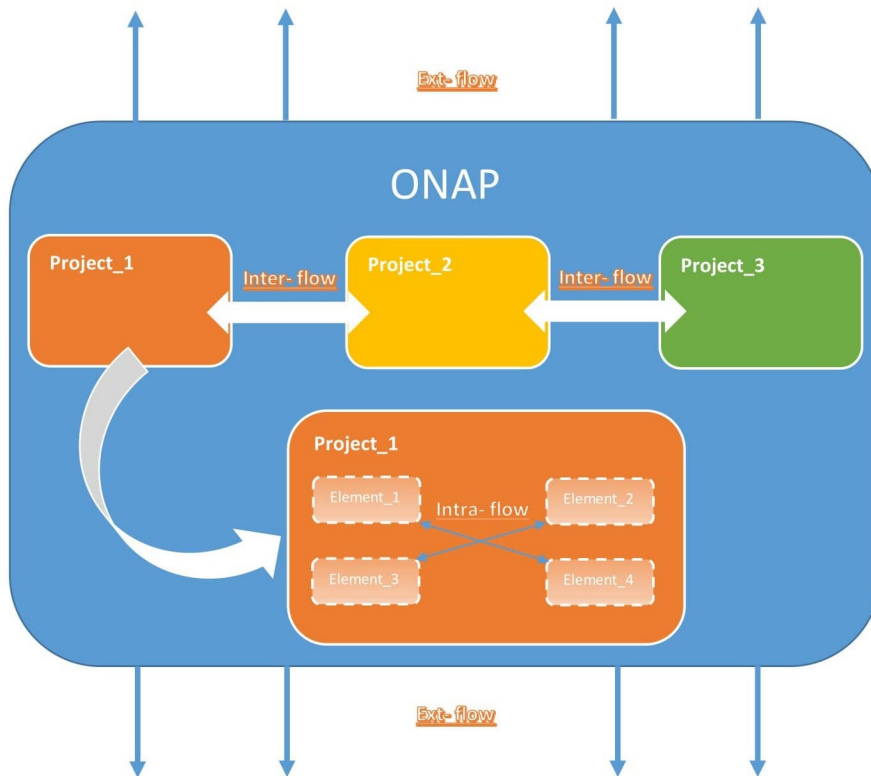 Ext- flow
ONAP
Project_1
Inter- flow
Project_2
Inter- flow
Project_3
Project_1
Element_1
Intra- flow
Element_2
Element_3
Element_4
Ext- flow